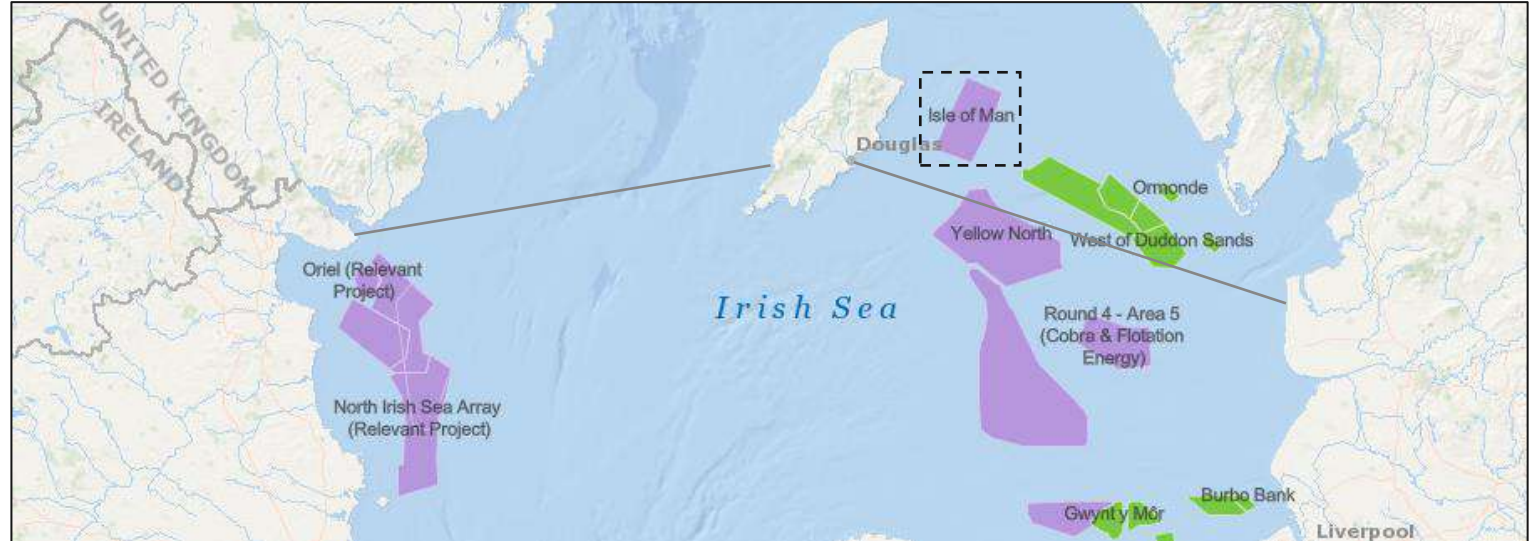 UNITED KINGDOM
IRELAND
Isle of Man
Douglas
Ormonde
Yellow North
West of Duddon Sands
Oriel (Relevant
Project)
Irish Sea
Round 4 - Area 5
(Cobra & Flotation
Energy)
North Irish Sea Array
(Relevant Project)
Burbo Bank
Gwynt y Môr
Liverpool